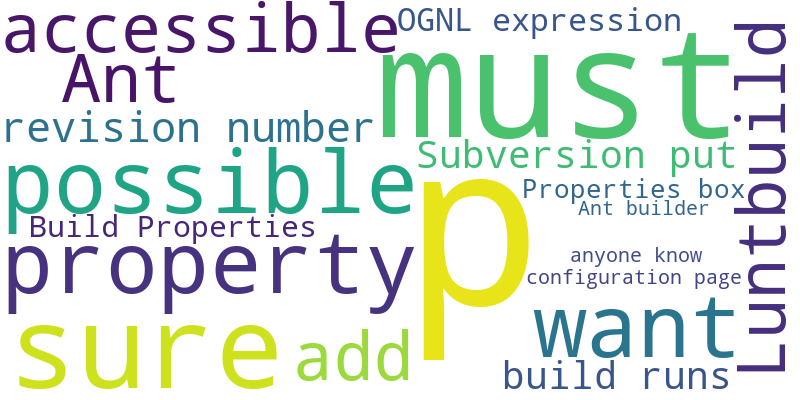 accessible
OGNL expression
Ant
must
revision number
Subversion put
possible
p
Properties box
Ant builder
Build Properties
property
anyone know
configuration page
sure
add
want
build runs
Luntbuild